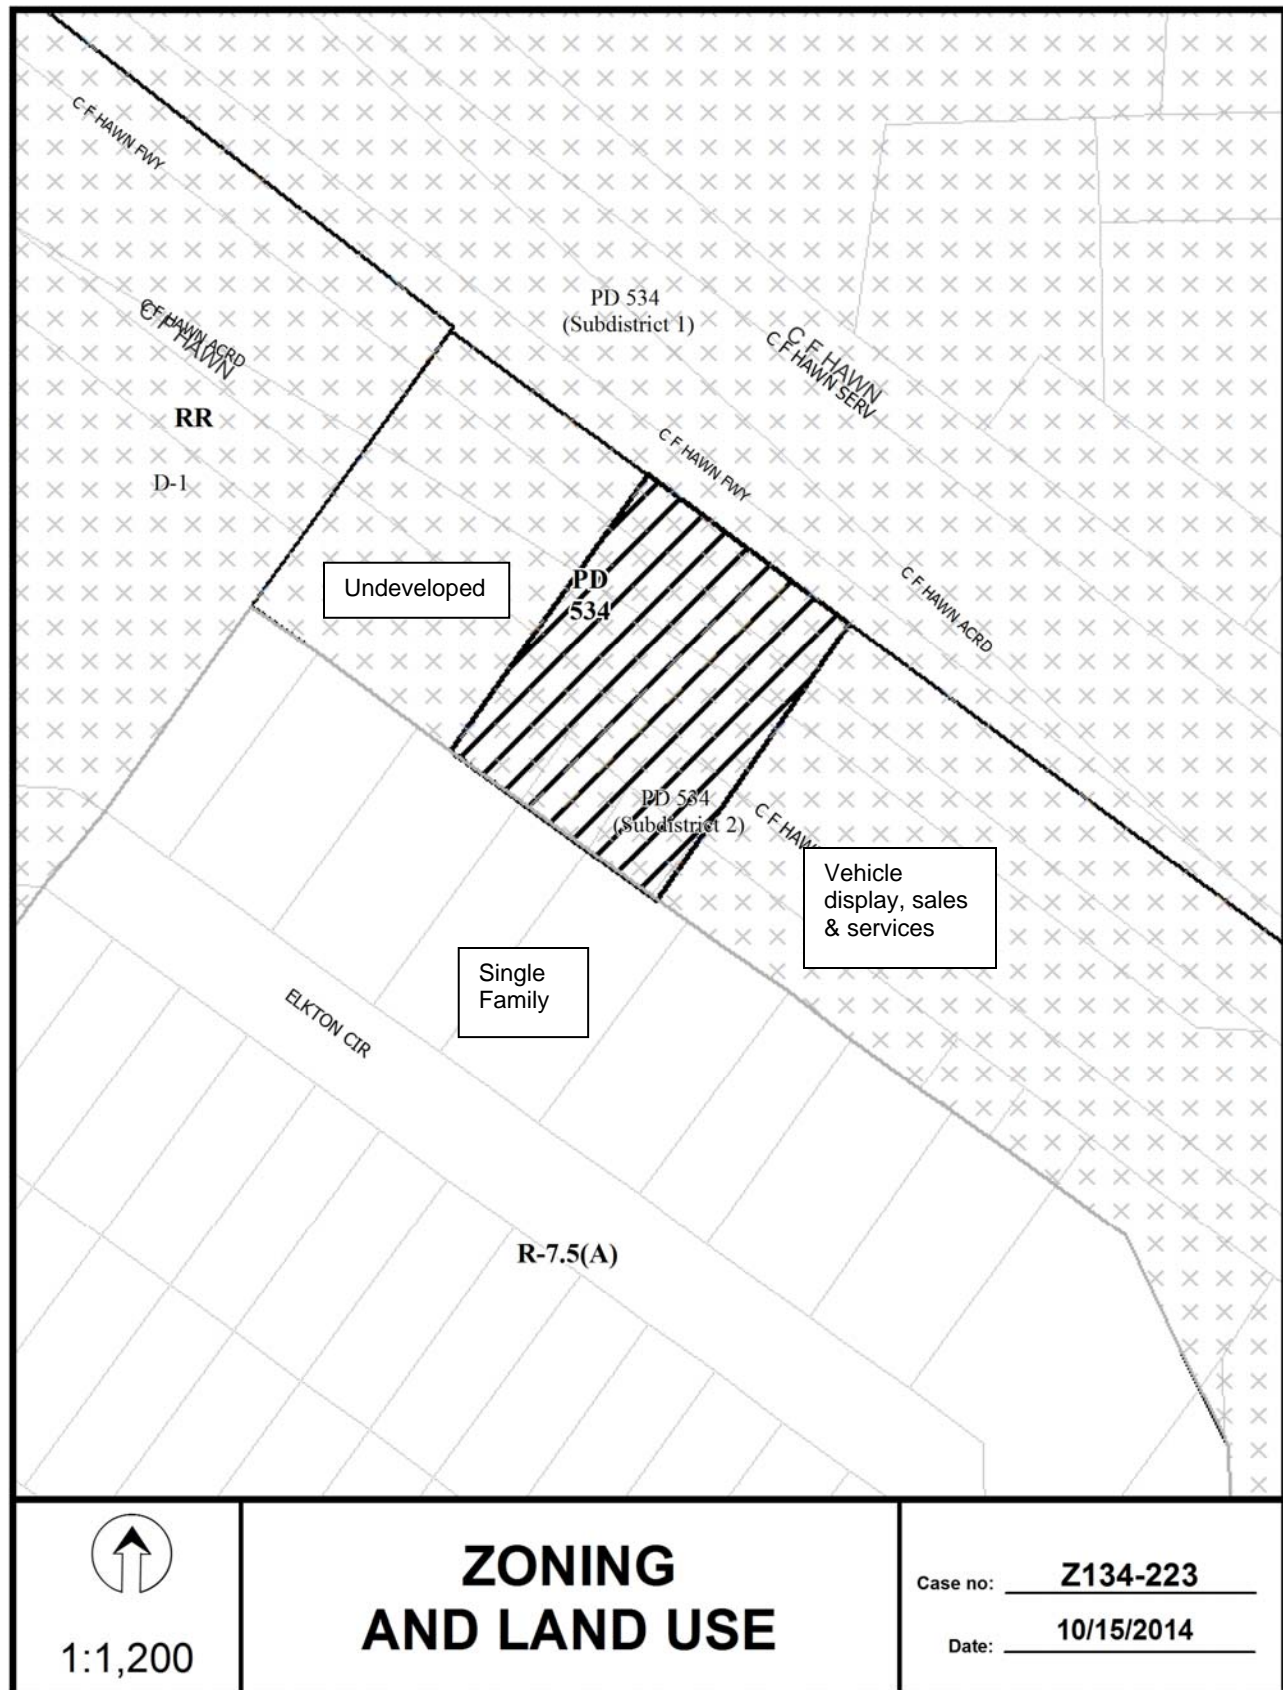 C F HAWN FWY
PD 534
(Subdistrict 1)
C F HAWN ACRD
C F HAWN
C F HAWN
C F HAWN SERV
RR
C F HAWN FWY
D-1
Undeveloped
PD
534
C F HAWN ACRD
PD 534
(Subdistrict 2)
C F HAW
Vehicle
display, sales
& services
Single
Family
ELKTON CIR
R-7.5(A)
1:1,200
ZONING
AND LAND USE
Case no: Z134-223
Date: 10/15/2014